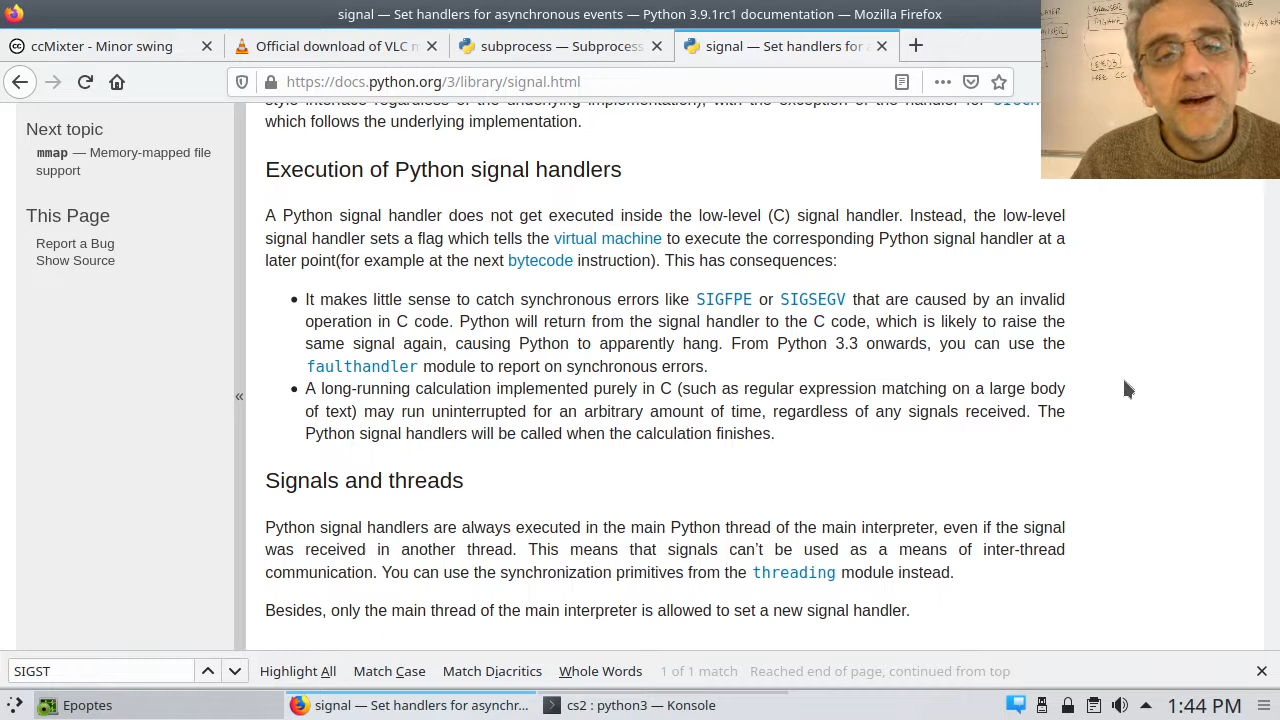 signal — Set handlers for asynchronous events — Python 3.9.1rc1 documentation — Mozilla Firefox
ccMixter - Minor swing
Official download of VLC m
subprocess — Subprocess
signal — Set handlers for a
https://docs.python.org/3/library/signal.html
which follows the underlying implementation.
Next topic
mmap — Memory-mapped file
support
This Page
Report a Bug
Show Source
Execution of Python signal handlers
A Python signal handler does not get executed inside the low-level (C) signal handler. Instead, the low-level
signal handler sets a flag which tells the virtual machine to execute the corresponding Python signal handler at a
later point(for example at the next bytecode instruction). This has consequences:
It makes little sense to catch synchronous errors like SIGFPE or SIGSEGV that are caused by an invalid
operation in C code. Python will return from the signal handler to the C code, which is likely to raise the
same signal again, causing Python to apparently hang. From Python 3.3 onwards, you can use the
faulthandler module to report on synchronous errors.
A long-running calculation implemented purely in C (such as regular expression matching on a large body
of text) may run uninterrupted for an arbitrary amount of time, regardless of any signals received. The
Python signal handlers will be called when the calculation finishes.
Signals and threads
Python signal handlers are always executed in the main Python thread of the main interpreter, even if the signal
was received in another thread. This means that signals can’t be used as a means of inter-thread
communication. You can use the synchronization primitives from the threading module instead.
Besides, only the main thread of the main interpreter is allowed to set a new signal handler.
SIGST
Highlight All
Match Case
Match Diacritics
Whole Words
1 of 1 match
Reached end of page, continued from top
Epoptes
signal — Set handlers for asynchr...
cs2 : python3 — Konsole
1:44 PM